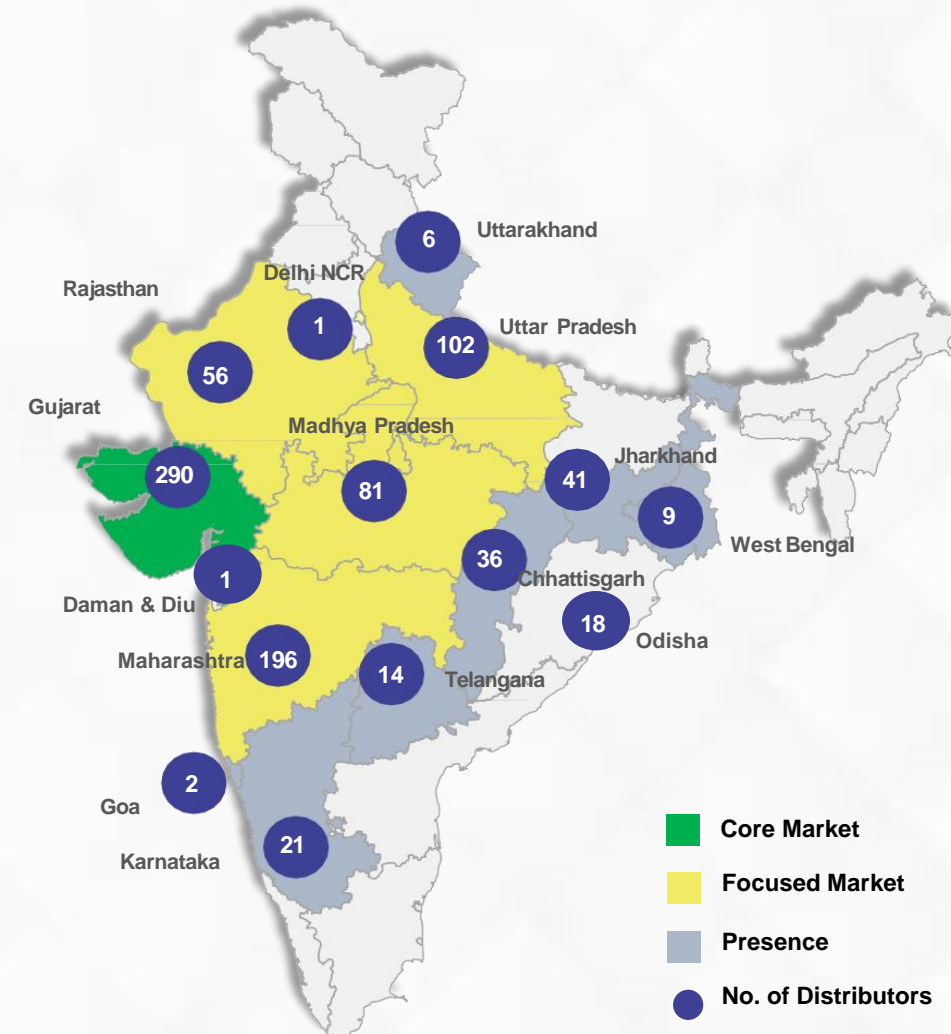 6
Uttarakhand
Delhi NCR
Rajasthan
1
Uttar Pradesh
102
56
Gujarat
Madhya Pradesh
290
81
Jharkhand
41
9
West Bengal
36
Chhattisgarh
1
Daman & Diu
18
Odisha
Maharashtra
196
14
Telangana
2
Goa
21
Karnataka
Core Market
Focused Market
Presence
No. of Distributors